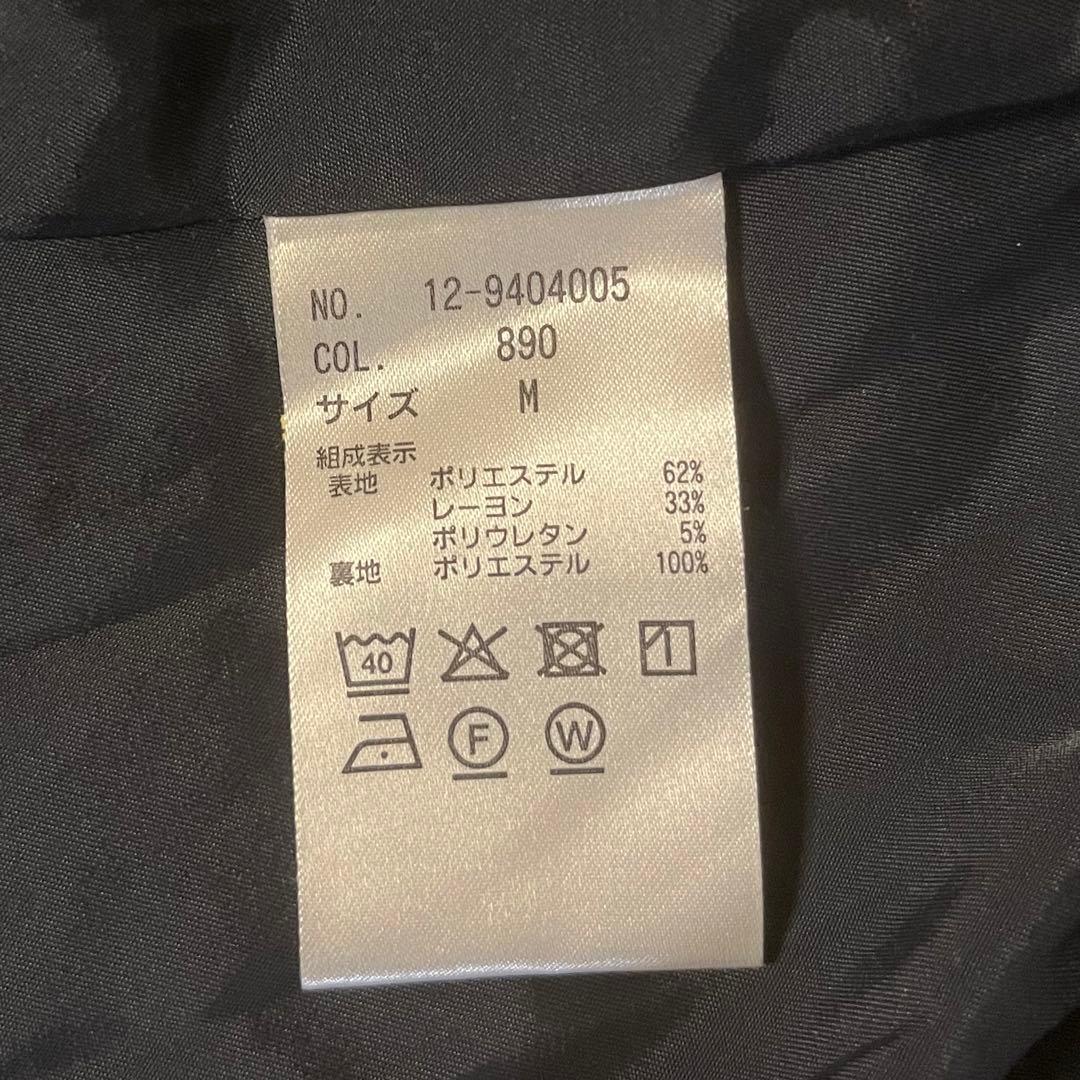 NO. 12-9404005
COL. 890
サイズ M
組成表示
表地 ポリエステル 62%
レーヨン 33%
ポリウレタン 5%
裏地 ポリエステル 100%
40
F W